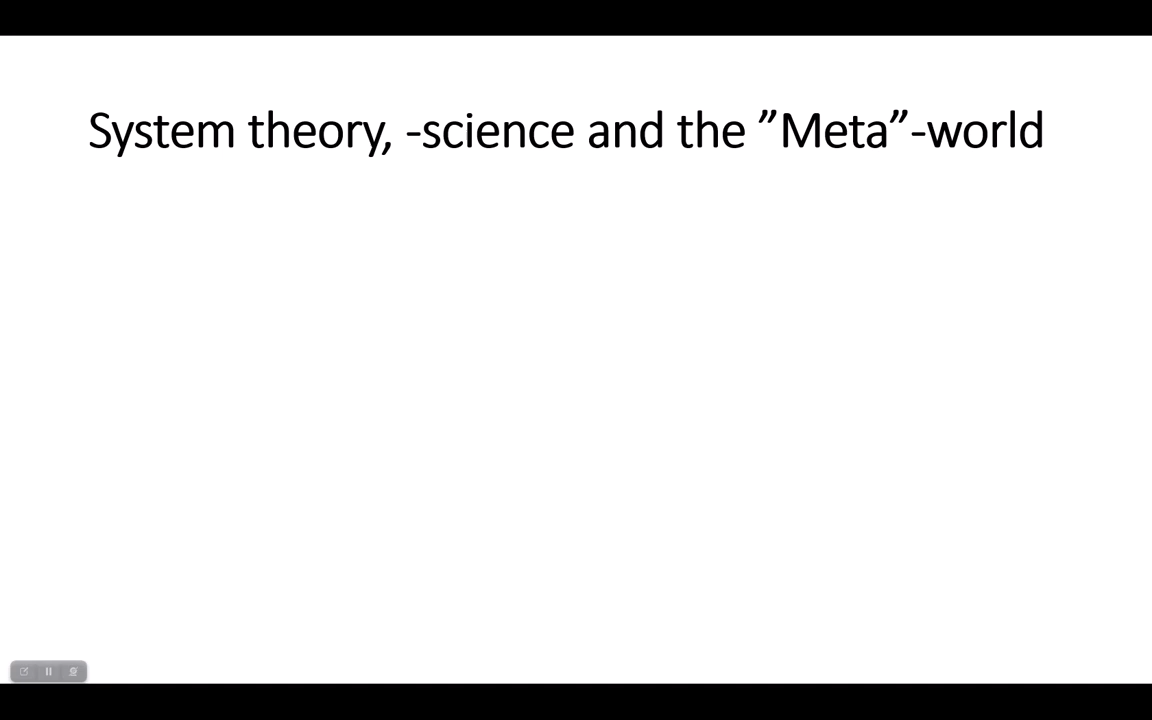 System theory, -science and the ”Meta”-world